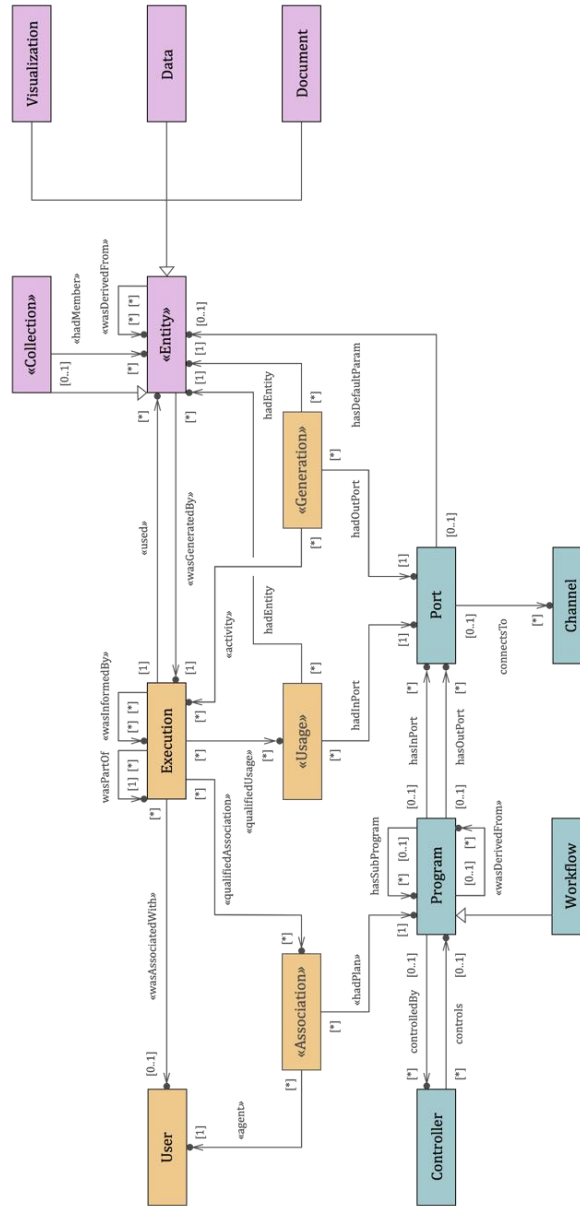 Visualization
Data
Document
«Collection»
«hadMember»
«wasDerivedFrom»
[0..1]
[*]
[*]
[*]
«Entity»
[*]
[*]
[1]
[1]
[0..1]
«used»
«wasGeneratedBy»
hadEntity
hadEntity
hasDefaultParam
«Generation»
[*]
[*]
[*]
«activity»
hadOutPort
«wasInformedBy»
wasPartOf
[*]
[*]
[1]
[*]
Execution
[1]
[1]
[*]
[*]
[*]
[*]
«Usage»
[*]
[*]
[*]
hadInPort
[1]
[1]
[0..1]
Port
[0..1]
connectsTo
[*]
Channel
[*]
[*]
hasInPort
hasOutPort
[0..1]
[0..1]
«wasAssociatedWith»
«qualifiedAssociation»
«qualifiedUsage»
hasSubProgram
[0..1]
[*]
[*]
[0..1]
«wasDerivedFrom»
Program
[1]
[0..1]
[0..1]
Workflow
[*]
«Association»
[*]
[*]
«hadPlan»
controlledBy
controls
[0..1]
User
[1]
«agent»
[*]
[*]
Controller